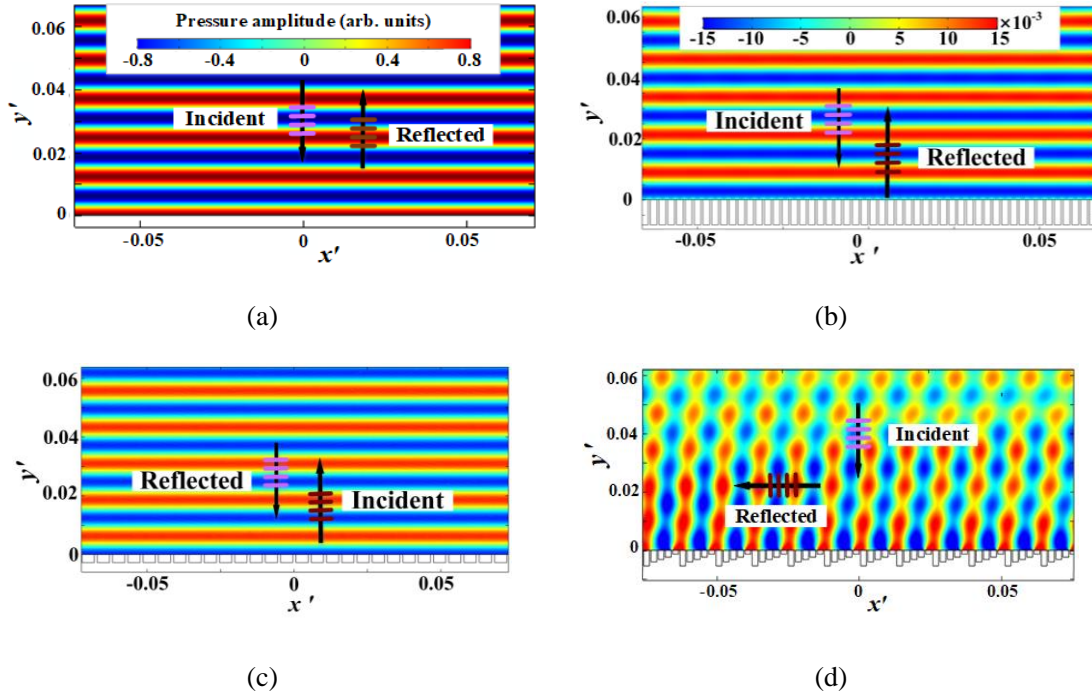 Pressure amplitude (arb. units)
-0.8 -0.4 0 0.4 0.8
0.06
0.04
0.02
0
y'
Incident
Reflected
-0.05 0 0.05
x'
(a)
×10⁻³
-15 -10 -5 0 5 10 15
0.06
0.04
0.02
0
y'
Incident
Reflected
-0.05 0 0.05
x'
(b)
0.06
0.04
0.02
0
y'
Reflected
Incident
-0.05 0 0.05
x'
(c)
0.06
0.04
0.02
0
y'
Incident
Reflected
-0.05 0 0.05
x'
(d)